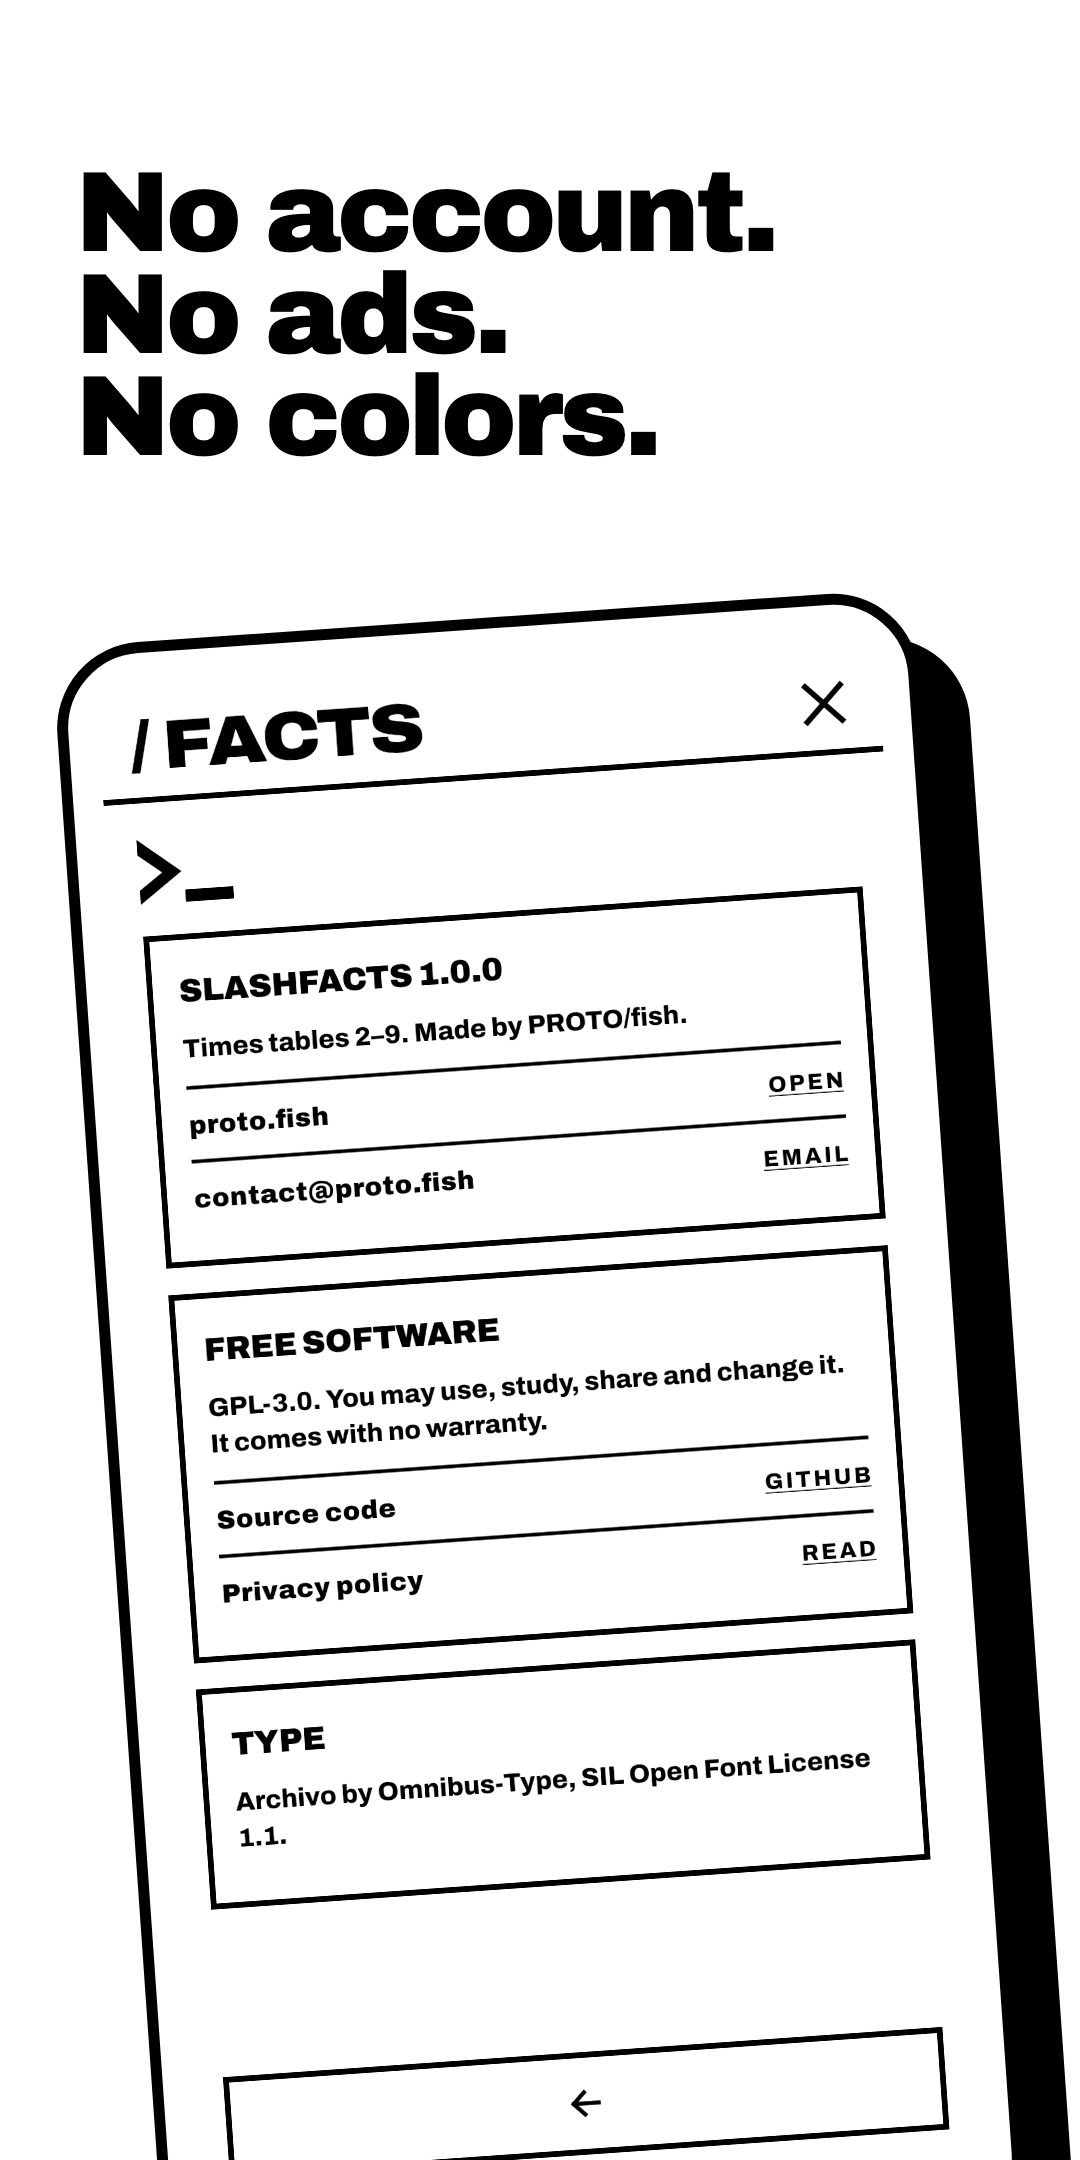 No account.
No ads.
No colors.
/ FACTS
>_
SLASHFACTS 1.0.0
Times tables 2–9. Made by PROTO/fish.
proto.fish OPEN
contact@proto.fish EMAIL
FREE SOFTWARE
GPL-3.0. You may use, study, share and change it.
It comes with no warranty.
Source code GITHUB
Privacy policy READ
TYPE
Archivo by Omnibus-Type, SIL Open Font License
1.1.